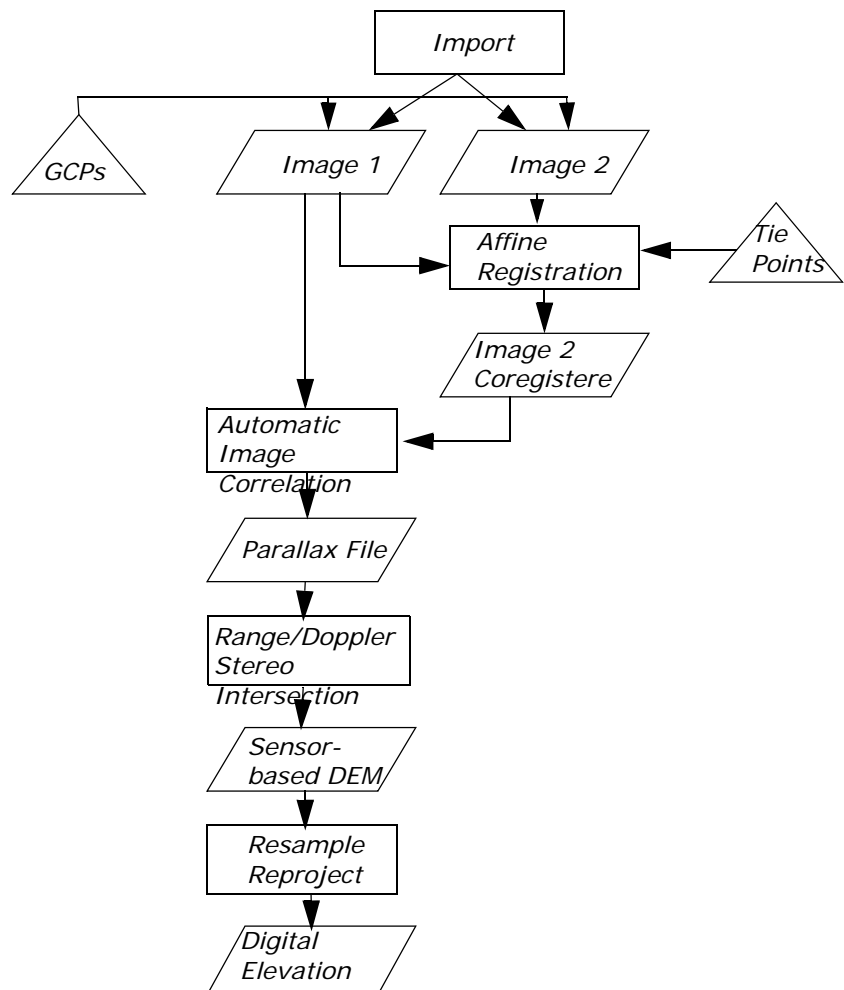 Import
GCPs
Image 1
Image 2
Affine
Registration
Tie
Points
Image 2
Coregistere
Automatic
Image
Correlation
Parallax File
Range/Doppler
Stereo
Intersection
Sensor-
based DEM
Resample
Reproject
Digital
Elevation